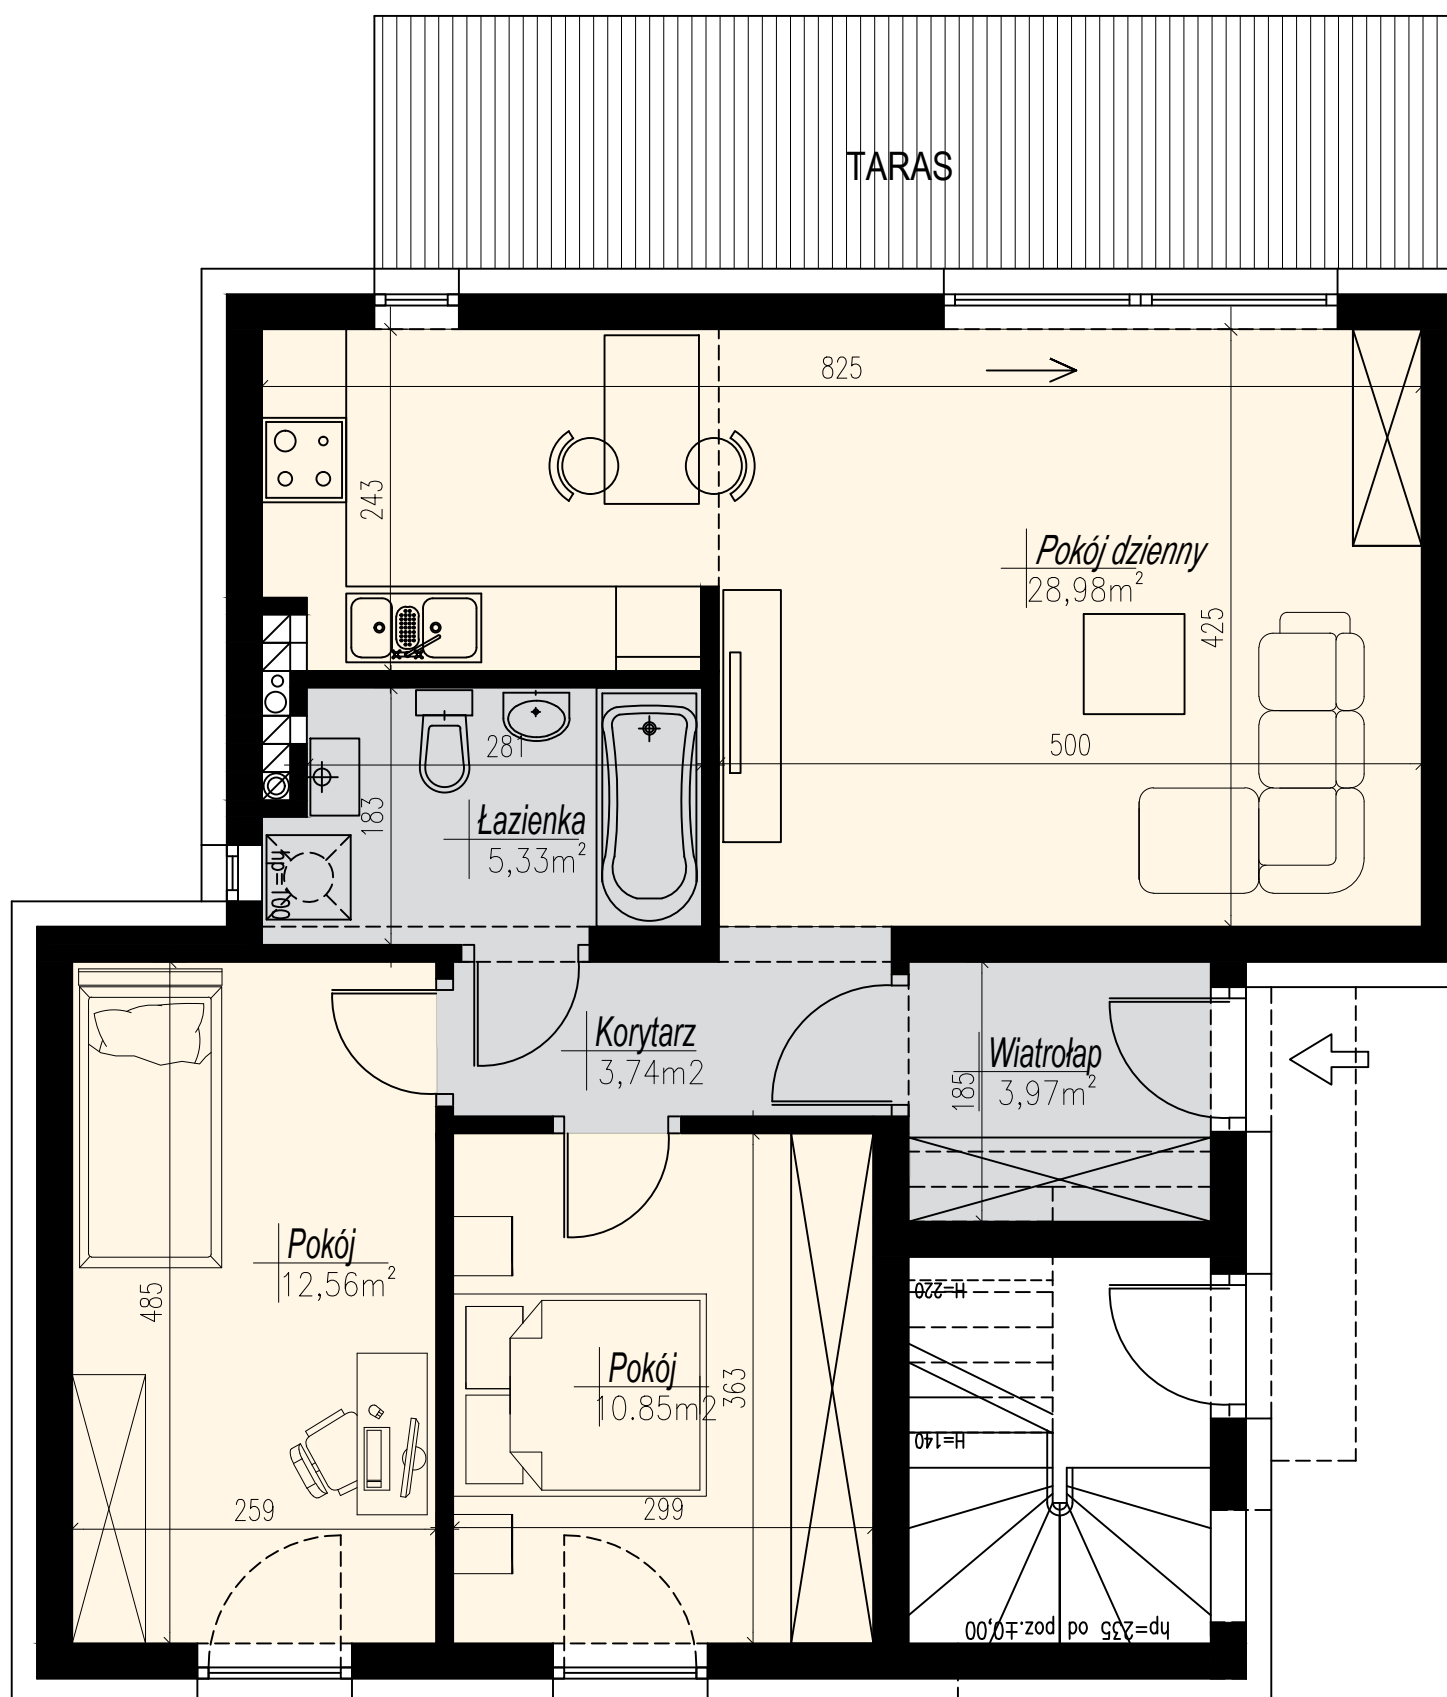 TARAS
825
243
Pokój dzienny
28,98m²
425
500
281
183
Łazienka
5,33m²
hp=100
Korytarz
3,74m2
Wiatrołap
3,97m²
185
Pokój
12,56m²
485
259
Pokój
10.85m2
363
299
H=220
H=140
hp=235 od poz.±0,00